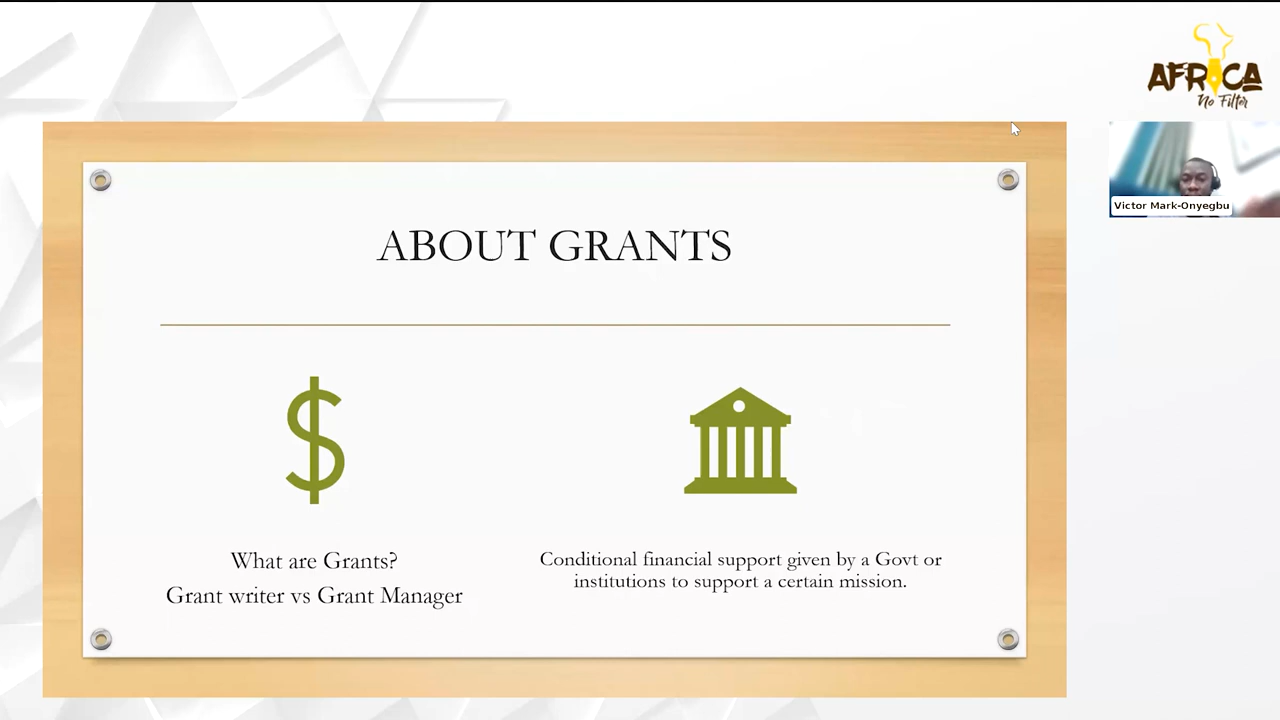 AFRICA
No Filter
Victor Mark-Onyegbu
ABOUT GRANTS
What are Grants?
Grant writer vs Grant Manager
Conditional financial support given by a Govt or
institutions to support a certain mission.